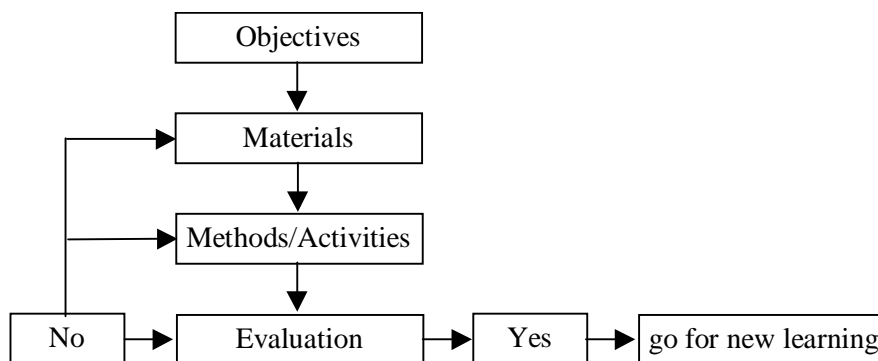 Objectives
Materials
Methods/Activities
No
Evaluation
Yes
go for new learning